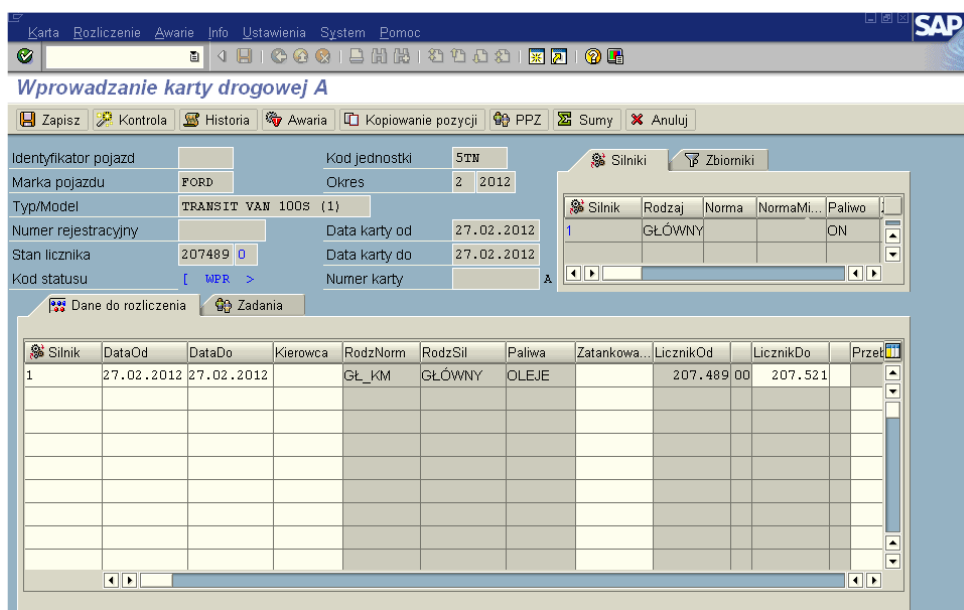 Karta Rozliczenie Awarie Info Ustawienia System Pomoc
SAP
Wprowadzanie karty drogowej A
Zapisz Kontrola Historia Awaria Kopiowanie pozycji PPZ Sumy Anuluj
Identyfikator pojazd Kod jednostki 5TN
Marka pojazdu FORD Okres 2 2012
Typ/Model TRANSIT VAN 100S (1)
Numer rejestracyjny Data karty od 27.02.2012
Stan licznika 207489 0 Data karty do 27.02.2012
Kod statusu [ WPR > Numer karty A
Silniki Zbiorniki
Silnik Rodzaj Norma NormaMi... Paliwo
1 GŁÓWNY ON
Dane do rozliczenia Zadania
Silnik DataOd DataDo Kierowca RodzNorm RodzSil Paliwa Zatankowa... LicznikOd LicznikDo Przeb
1 27.02.2012 27.02.2012 GŁ_KM GŁÓWNY OLEJE 207.489 00 207.521